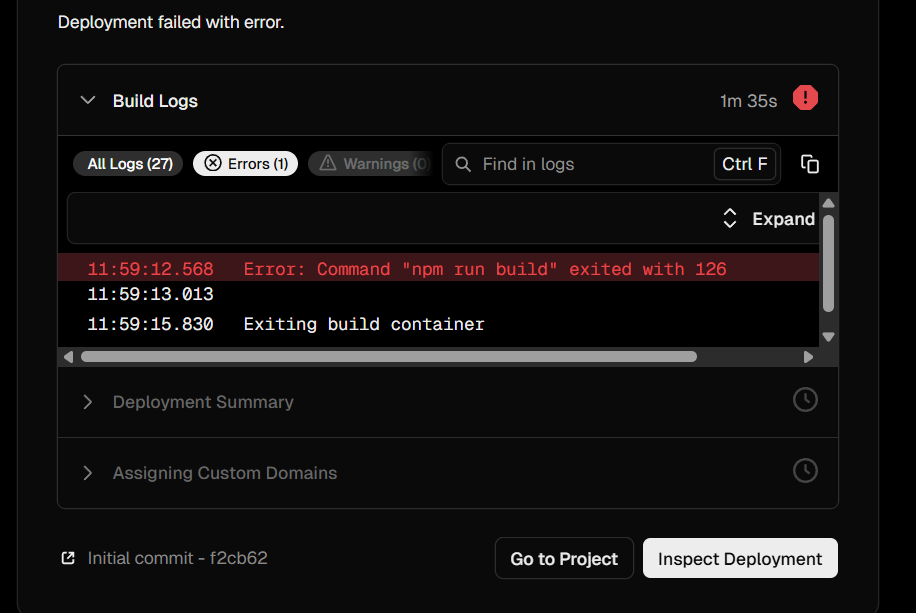 Deployment failed with error.
Build Logs
1m 35s
All Logs (27)
Errors (1)
Warnings (0)
Find in logs
Ctrl F
Expand
11:59:12.568 Error: Command "npm run build" exited with 126
11:59:13.013
11:59:15.830 Exiting build container
Deployment Summary
Assigning Custom Domains
Initial commit - f2cb62
Go to Project
Inspect Deployment